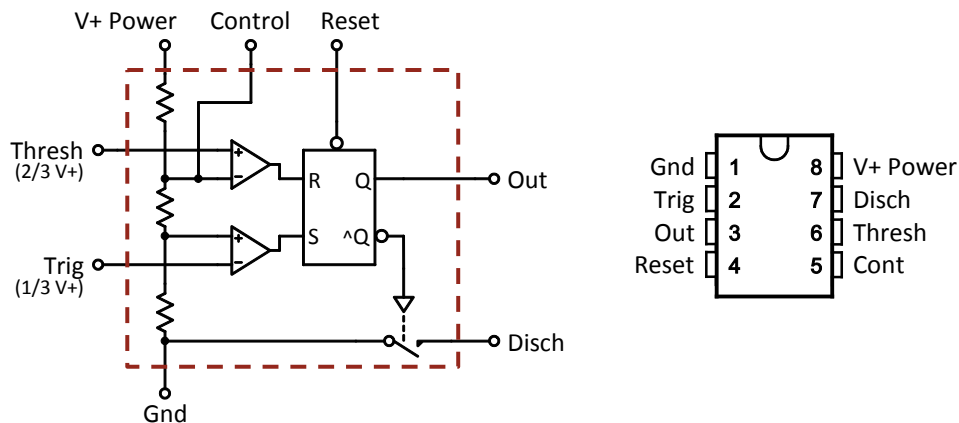 V+ Power Control Reset
Thresh
(2/3 V+)
+
−
R Q Out
+
−
S ^Q
Trig
(1/3 V+)
Disch
Gnd
Gnd 1 8 V+ Power
Trig 2 7 Disch
Out 3 6 Thresh
Reset 4 5 Cont